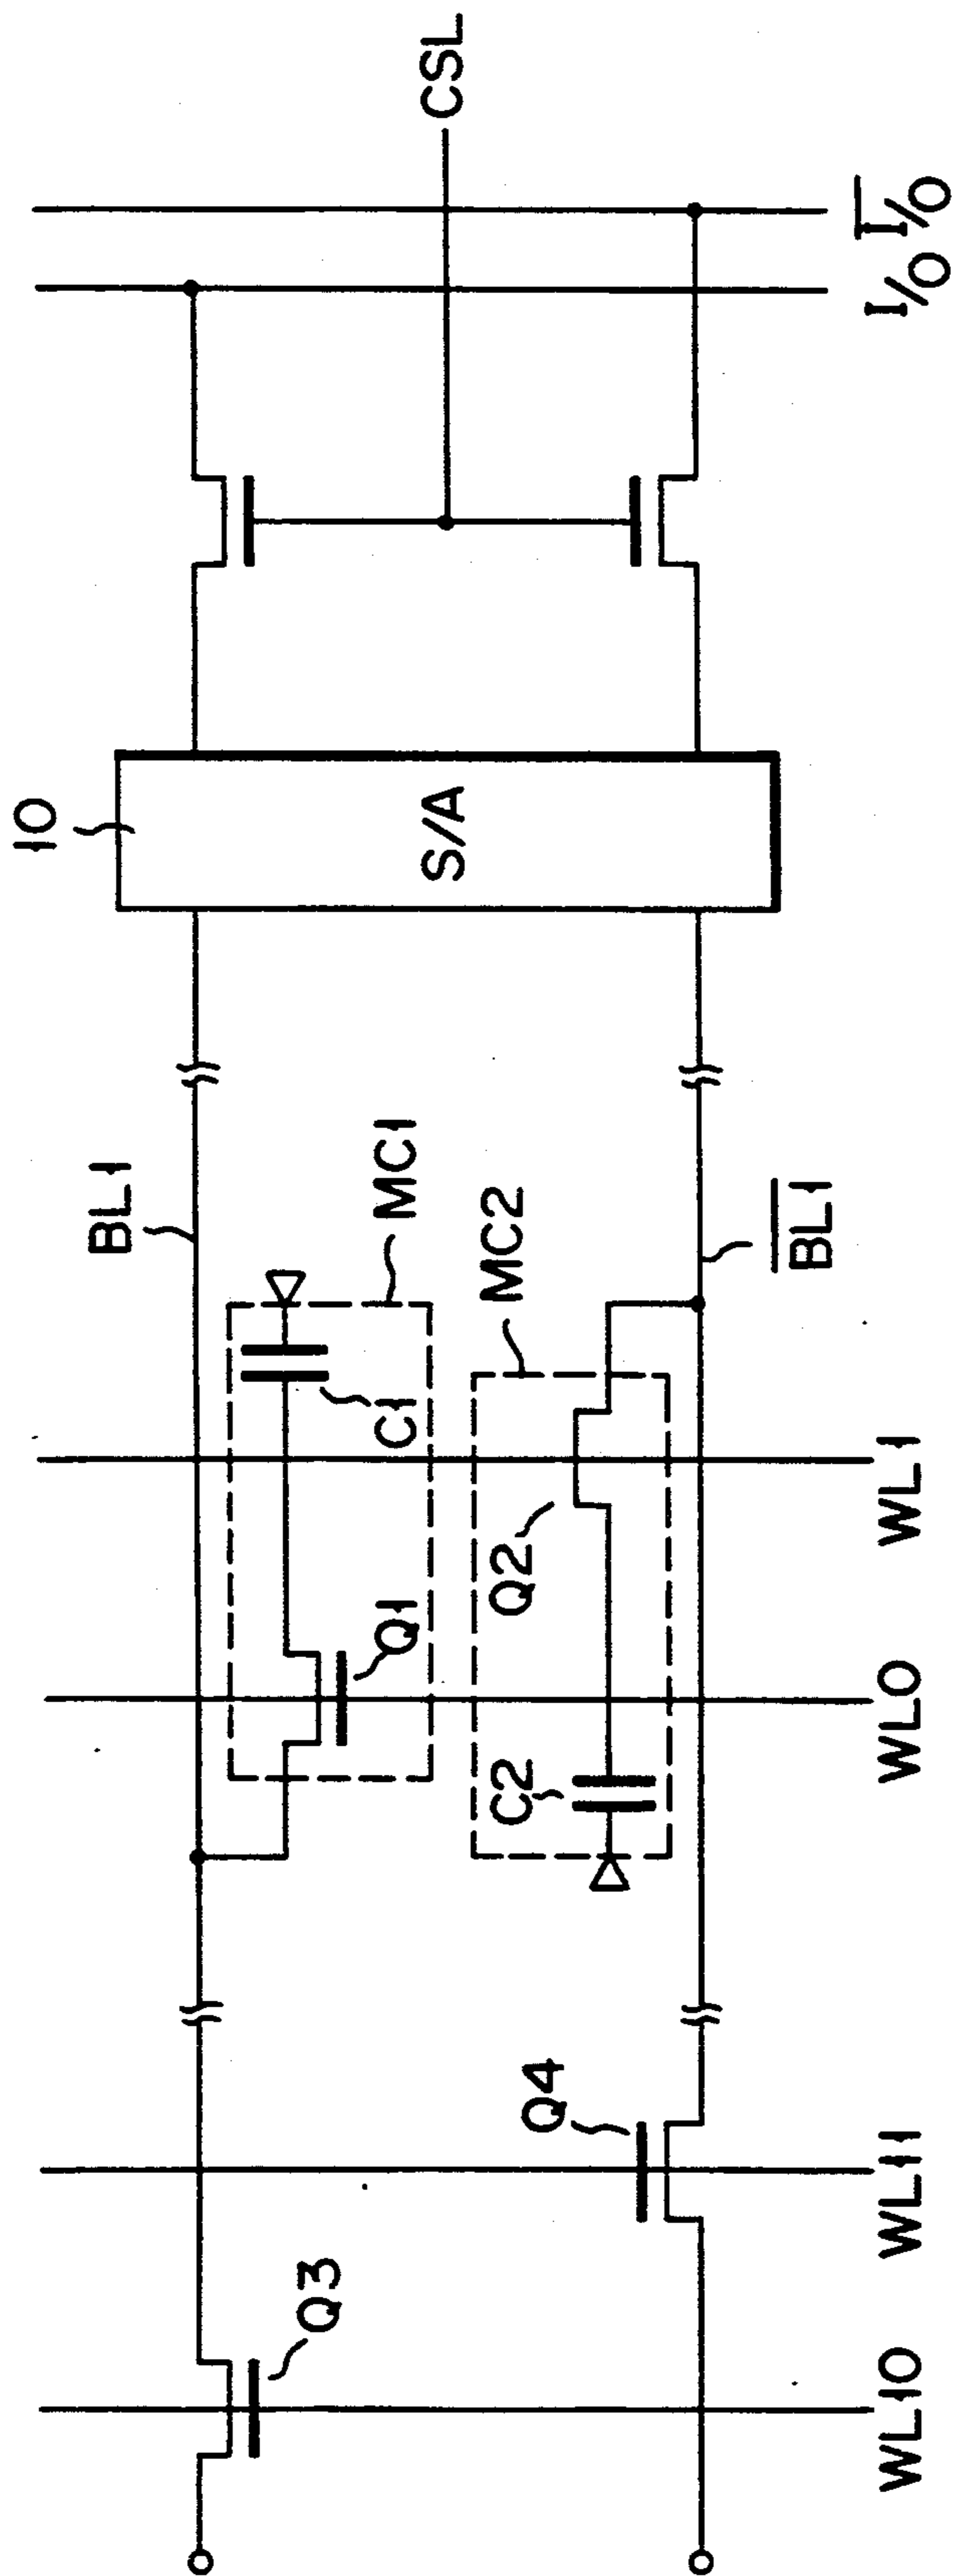 CSL
I/O
I/O
10
S/A
BL1
MC1
MC2
BL1
C1
Q2
WL1
Q1
WL0
C2
Q4
WL11
Q3
WL10